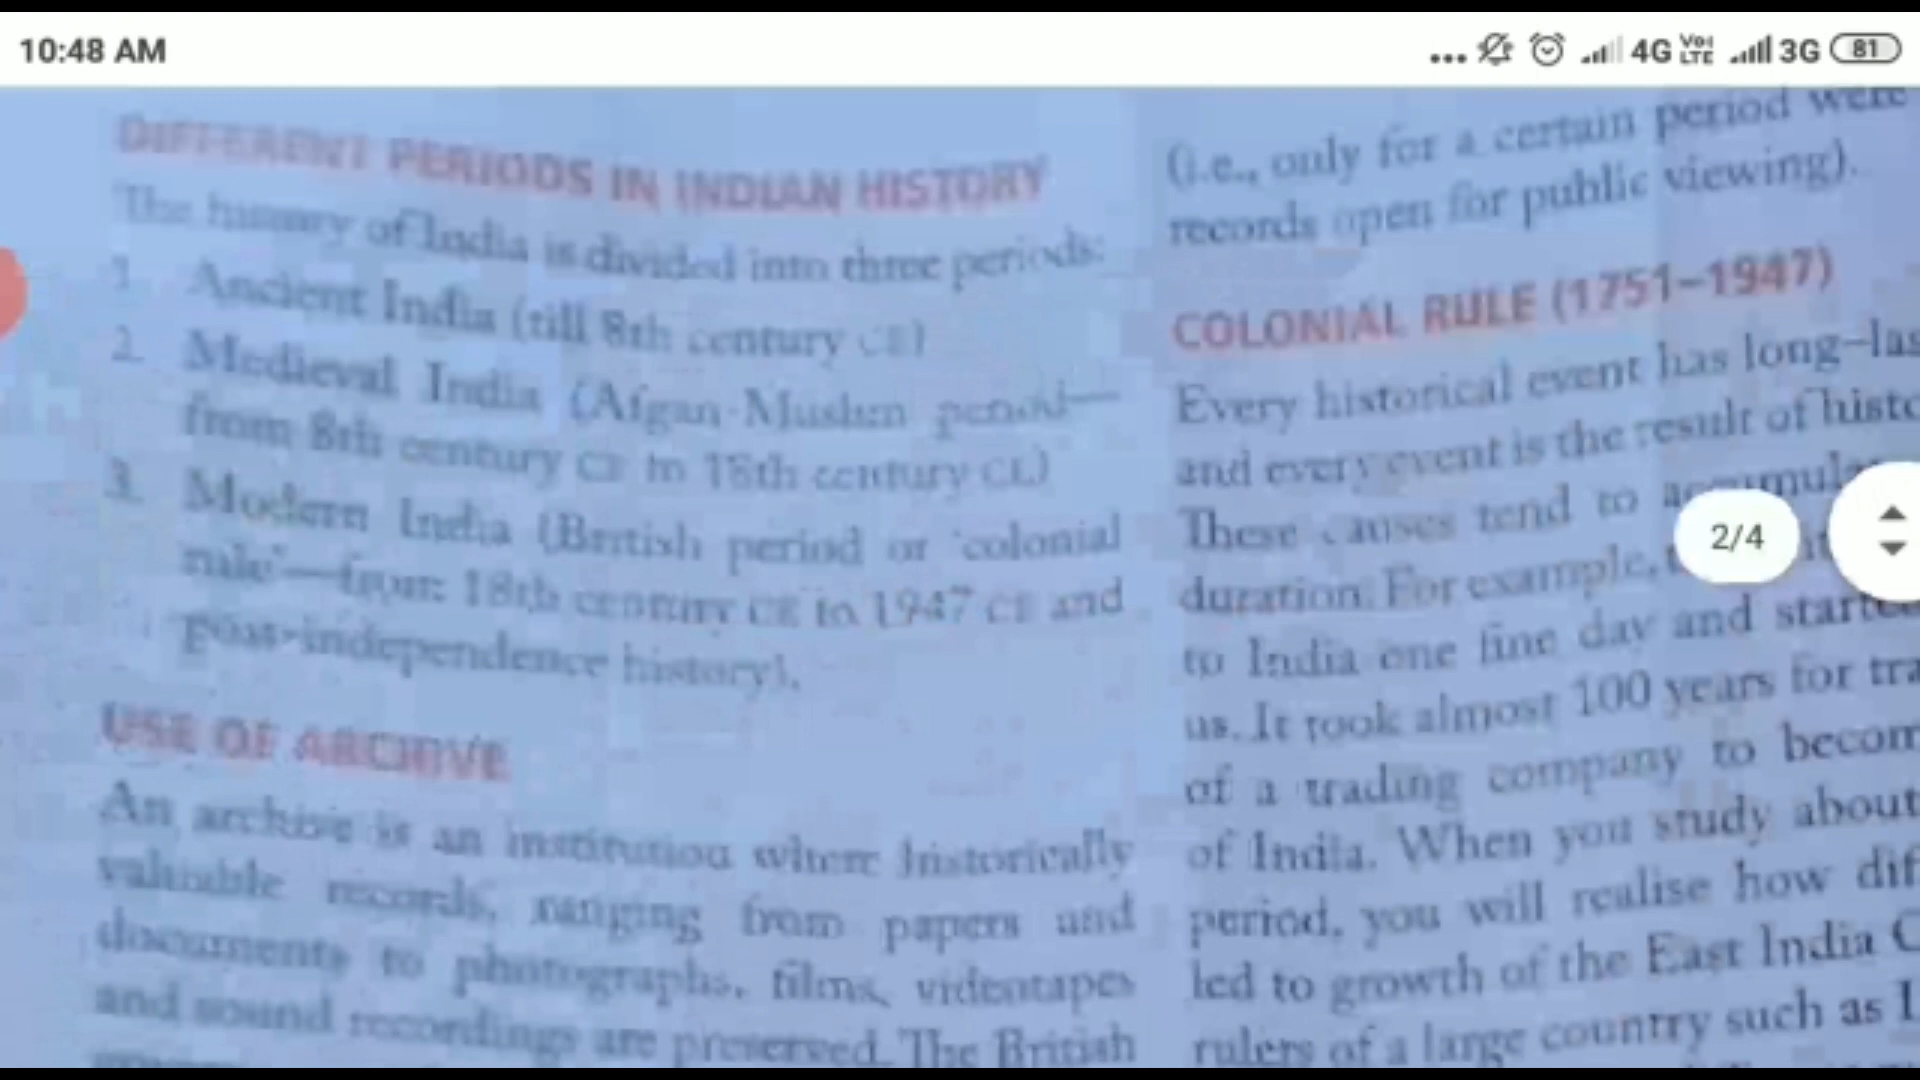 10:48 AM
... 4G VoLTE 3G 81
DIFFERENT PERIODS IN INDIAN HISTORY
The history of India is divided into three periods:
1. Ancient India (till 8th century CE)
2. Medieval India (Afgan-Muslim period—
from 8th century CE to 18th century CE)
3. Modern India (British period or 'colonial
rule'—from 18th century CE to 1947 CE and
post-independence history).
USE OF ARCHIVE
An archive is an institution where historically
valuable records, ranging from papers and
documents to photographs, films, videotapes
and sound recordings are preserved. The British
(i.e., only for a certain period were
records open for public viewing).
COLONIAL RULE (1751–1947)
Every historical event has long-las
and every event is the result of histo
These causes tend to accumula
duration. For example,
to India one fine day and started
us. It took almost 100 years for tra
of a trading company to becom
of India. When you study about
period, you will realise how dif
led to growth of the East India C
rulers of a large country such as I
2/4